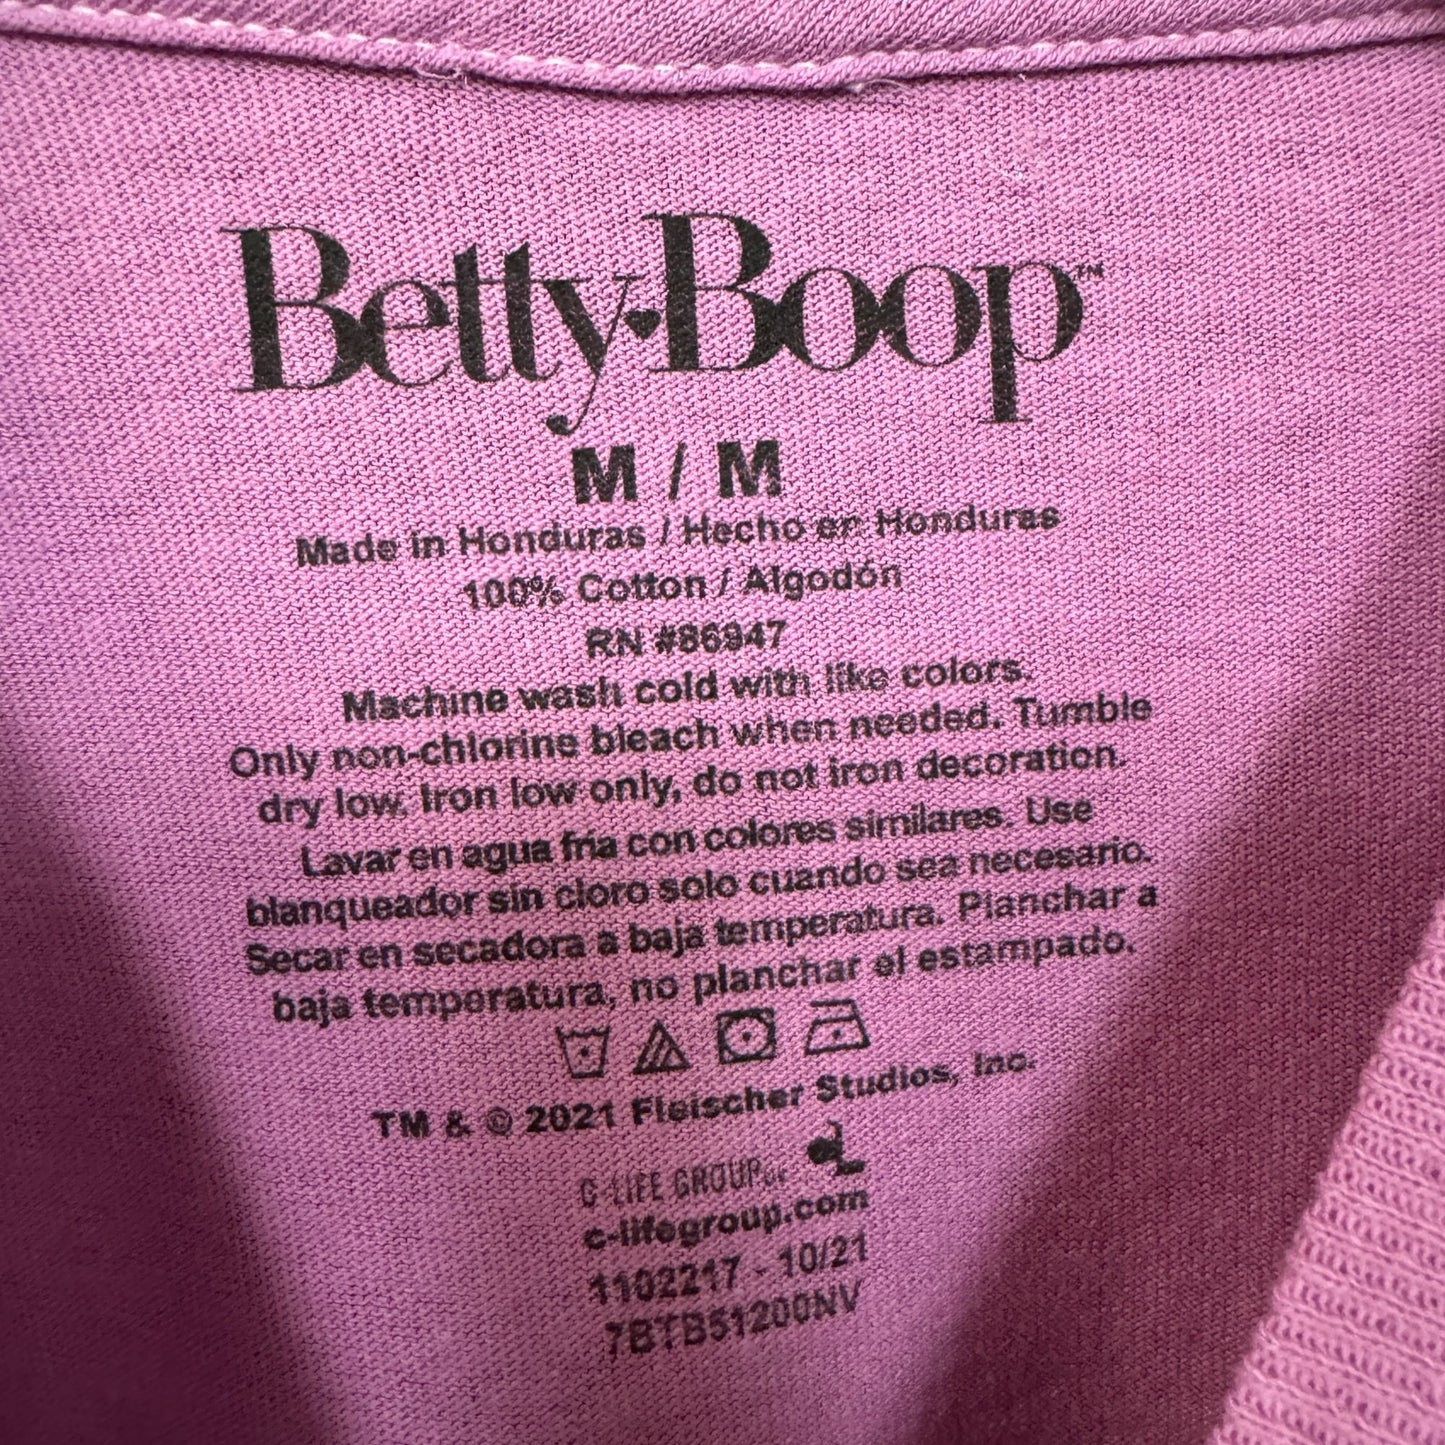 Betty Boop™
M / M
Made in Honduras / Hecho en Honduras
100% Cotton / Algodón
RN #86947
Machine wash cold with like colors.
Only non-chlorine bleach when needed. Tumble
dry low. Iron low only, do not iron decoration.
Lavar en agua fria con colores similares. Use
blanqueador sin cloro solo cuando sea necesario.
Secar en secadora a baja temperatura. Planchar a
baja temperatura, no planchar el estampado.
TM & © 2021 Fleischer Studios, Inc.
C-LIFE GROUP
c-lifegroup.com
1102217 - 10/21
7BTB51200NV